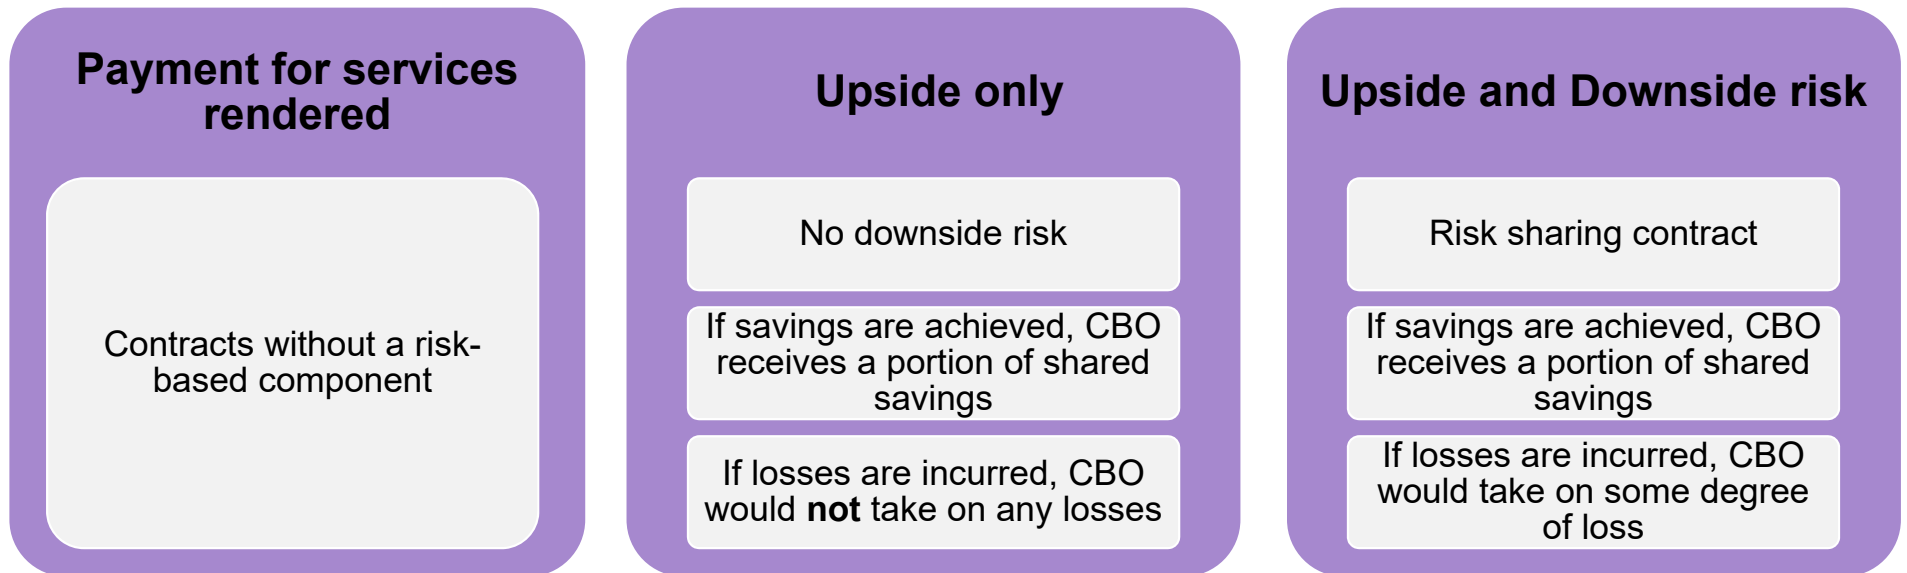 Payment for services
rendered
Contracts without a risk-
based component
Upside only
No downside risk
If savings are achieved, CBO
receives a portion of shared
savings
If losses are incurred, CBO
would not take on any losses
Upside and Downside risk
Risk sharing contract
If savings are achieved, CBO
receives a portion of shared
savings
If losses are incurred, CBO
would take on some degree
of loss